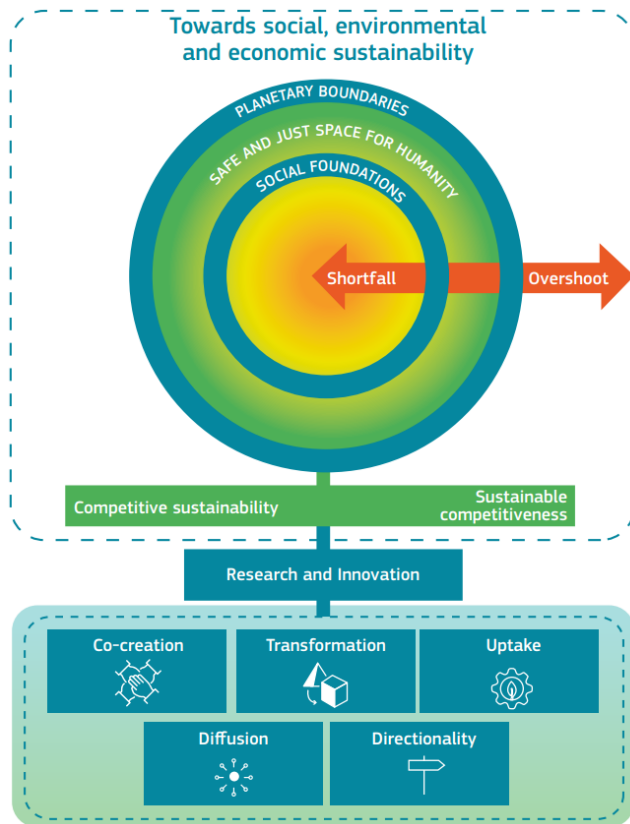 Towards social, environmental
and economic sustainability
PLANETARY BOUNDARIES
SAFE AND JUST SPACE FOR HUMANITY
SOCIAL FOUNDATIONS
Shortfall
Overshoot
Competitive sustainability
Sustainable
competitiveness
Research and Innovation
Co-creation
Transformation
Uptake
Diffusion
Directionality